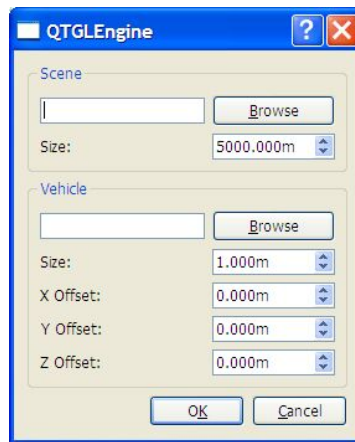 QTGLEngine
Scene
Browse
Size: 5000.000m
Vehicle
Browse
Size: 1.000m
X Offset: 0.000m
Y Offset: 0.000m
Z Offset: 0.000m
OK Cancel